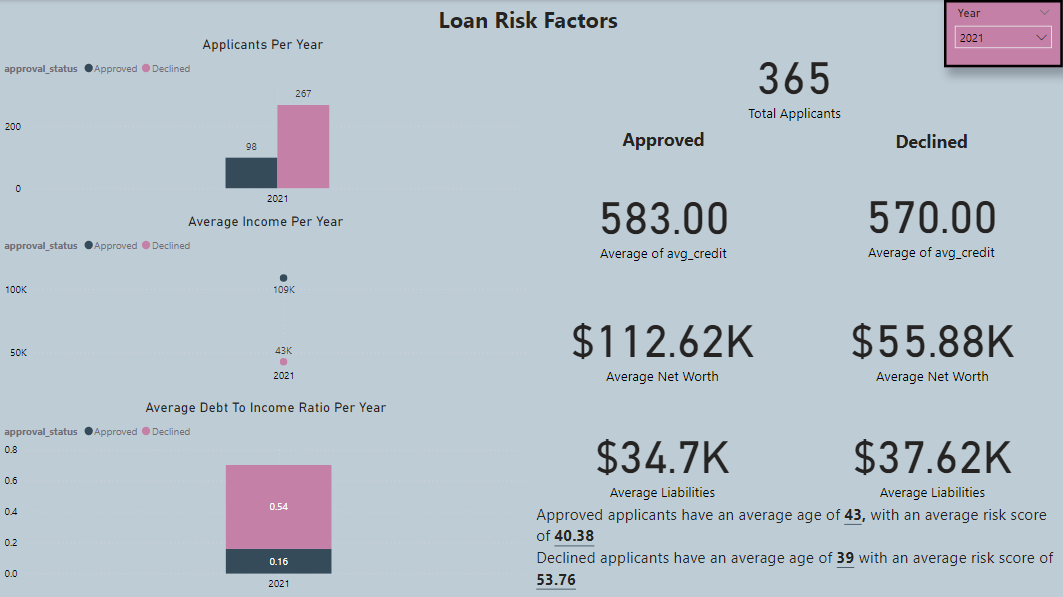 Loan Risk Factors
Year
2021
Applicants Per Year
approval_status Approved Declined
267
98
200
0
2021
Average Income Per Year
approval_status Approved Declined
100K
109K
50K
43K
2021
Average Debt To Income Ratio Per Year
approval_status Approved Declined
0.8
0.6
0.54
0.4
0.2
0.16
0.0
2021
365
Total Applicants
Approved
Declined
583.00
Average of avg_credit
570.00
Average of avg_credit
$112.62K
Average Net Worth
$55.88K
Average Net Worth
$34.7K
Average Liabilities
$37.62K
Average Liabilities
Approved applicants have an average age of 43, with an average risk score
of 40.38
Declined applicants have an average age of 39 with an average risk score of
53.76